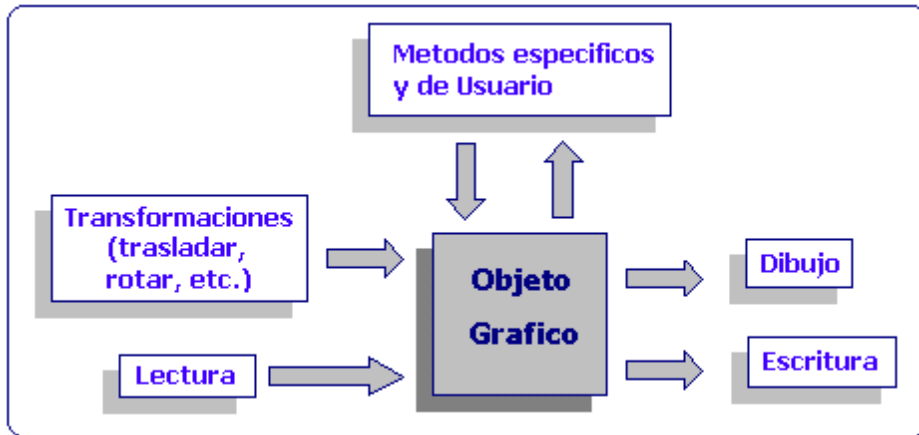 Metodos especificos
y de Usuario
Transformaciones
(trasladar,
rotar, etc.)
Objeto
Grafico
Dibujo
Lectura
Escritura